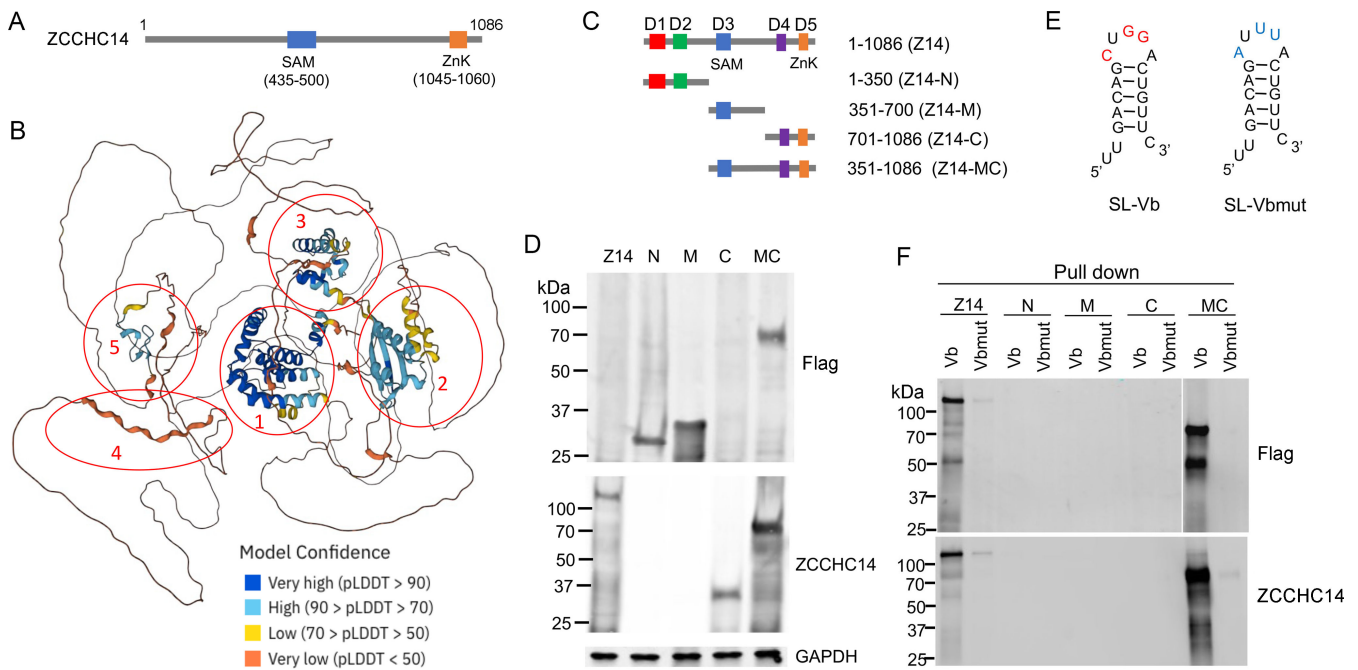 A
1
1086
ZCCHC14
SAM
(435-500)
ZnK
(1045-1060)
B
3
5
1
2
4
Model Confidence
Very high (pLDDT > 90)
High (90 > pLDDT > 70)
Low (70 > pLDDT > 50)
Very low (pLDDT < 50)
C
D1 D2 D3 D4 D5
SAM ZnK
1-1086 (Z14)
1-350 (Z14-N)
351-700 (Z14-M)
701-1086 (Z14-C)
351-1086 (Z14-MC)
D
Z14 N M C MC
kDa
100
70
50
37
25
Flag
100
70
50
37
25
ZCCHC14
GAPDH
E
U G G
C A
G C
A U
C G
A U
G U
U C 3'
U
5'
SL-Vb
U U U
A A
G C
A U
C G
A U
G U
U C 3'
U
5'
SL-Vbmut
F
Pull down
Z14 N M C MC
Vb Vbmut Vb Vbmut Vb Vbmut Vb Vbmut Vb Vbmut
kDa
100
70
50
37
25
Flag
100
70
50
37
25
ZCCHC14